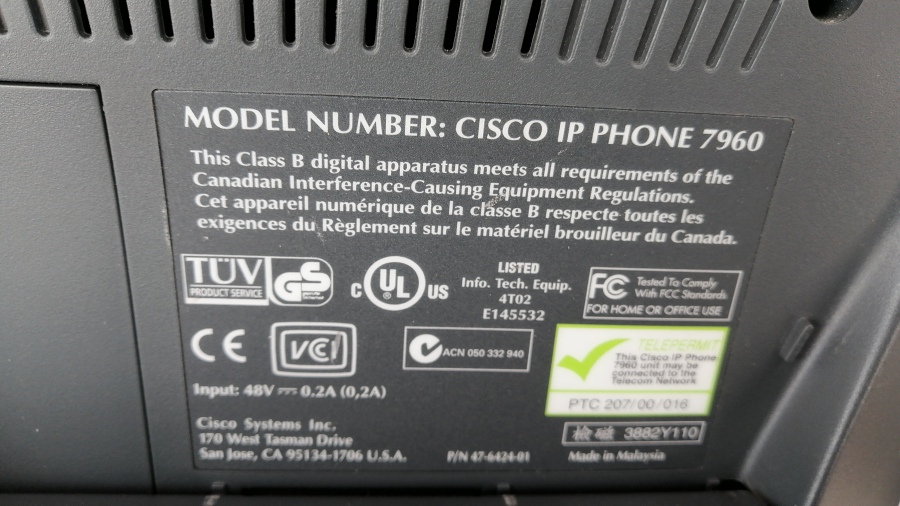 MODEL NUMBER: CISCO IP PHONE 7960
This Class B digital apparatus meets all requirements of the
Canadian Interference-Causing Equipment Regulations.
Cet appareil numérique de la classe B respecte toutes les
exigences du Règlement sur le matériel brouilleur du Canada.
TÜV
PRODUCT SERVICE
GS
C UL US
LISTED
Info. Tech. Equip.
4T02
E145532
FC Tested To Comply
With FCC Standards
FOR HOME OR OFFICE USE
CE
VCI
ACN 050 332 940
TELEPERMIT
This Cisco IP Phone
7960 unit may be
connected to the
Telecom Network
PTC 207/00/016
Input: 48V 0.2A (0,2A)
檢磁 3882Y110
Cisco Systems Inc.
170 West Tasman Drive
San Jose, CA 95134-1706 U.S.A.
P/N 47-6424-01
Made in Malaysia